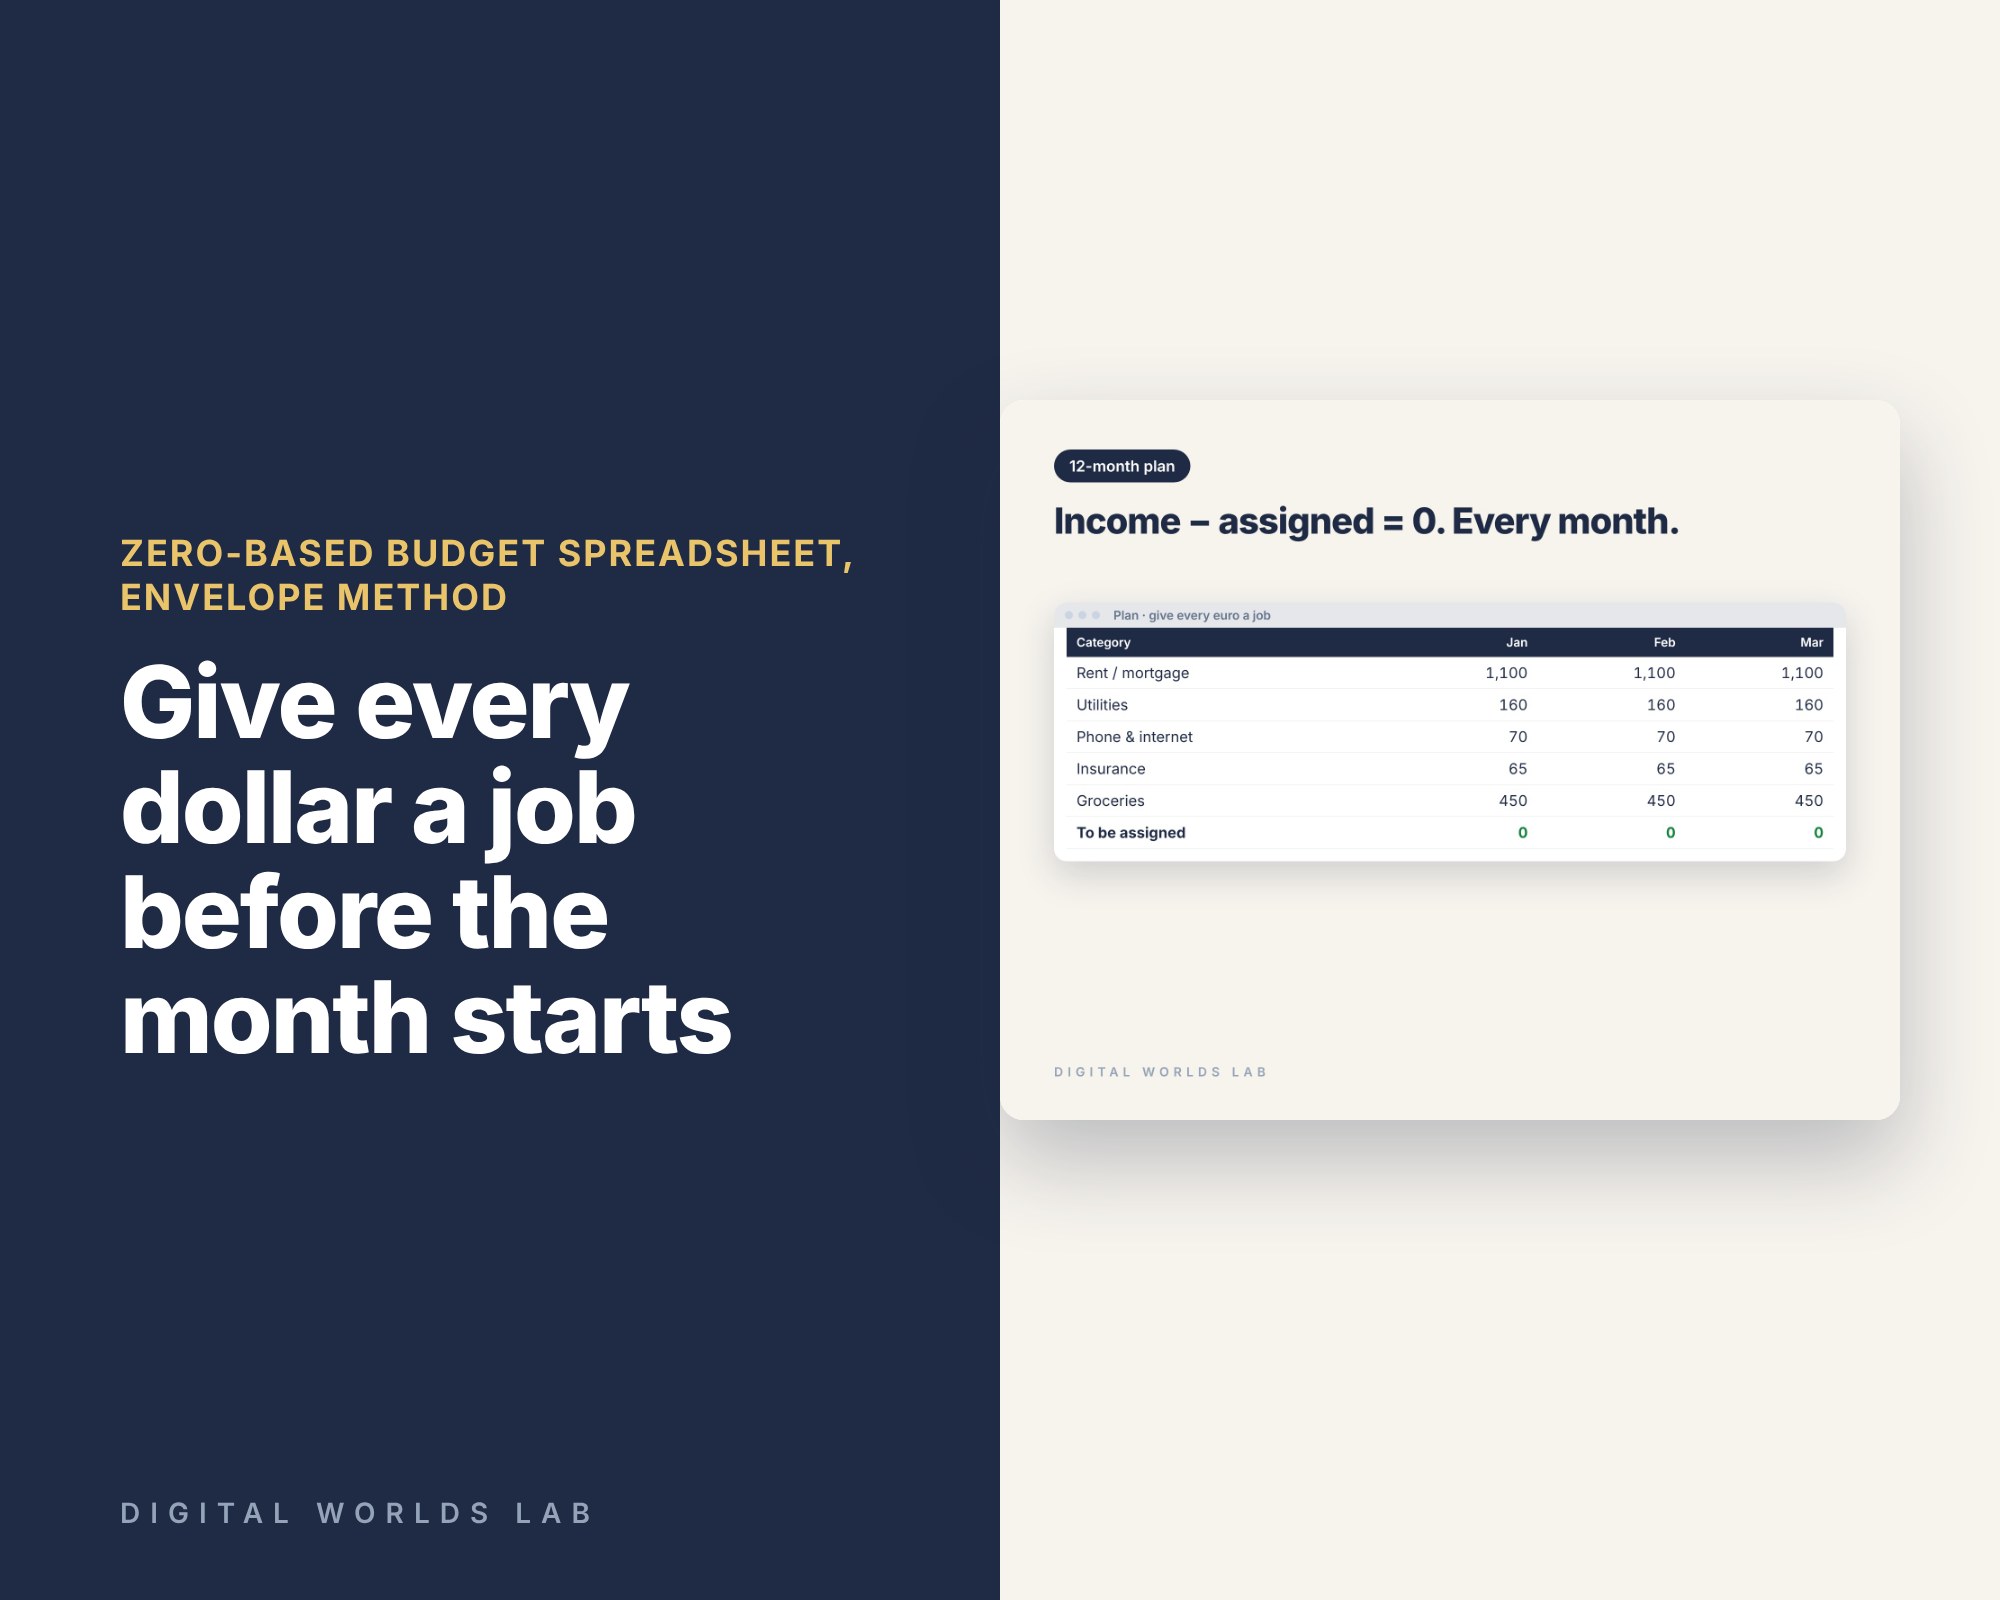 ZERO-BASED BUDGET SPREADSHEET,
ENVELOPE METHOD
Give every
dollar a job
before the
month starts
DIGITAL WORLDS LAB
12-month plan
Income – assigned = 0. Every month.
Plan · give every euro a job
Category Jan Feb Mar
Rent / mortgage 1,100 1,100 1,100
Utilities 160 160 160
Phone & internet 70 70 70
Insurance 65 65 65
Groceries 450 450 450
To be assigned 0 0 0
DIGITAL WORLDS LAB